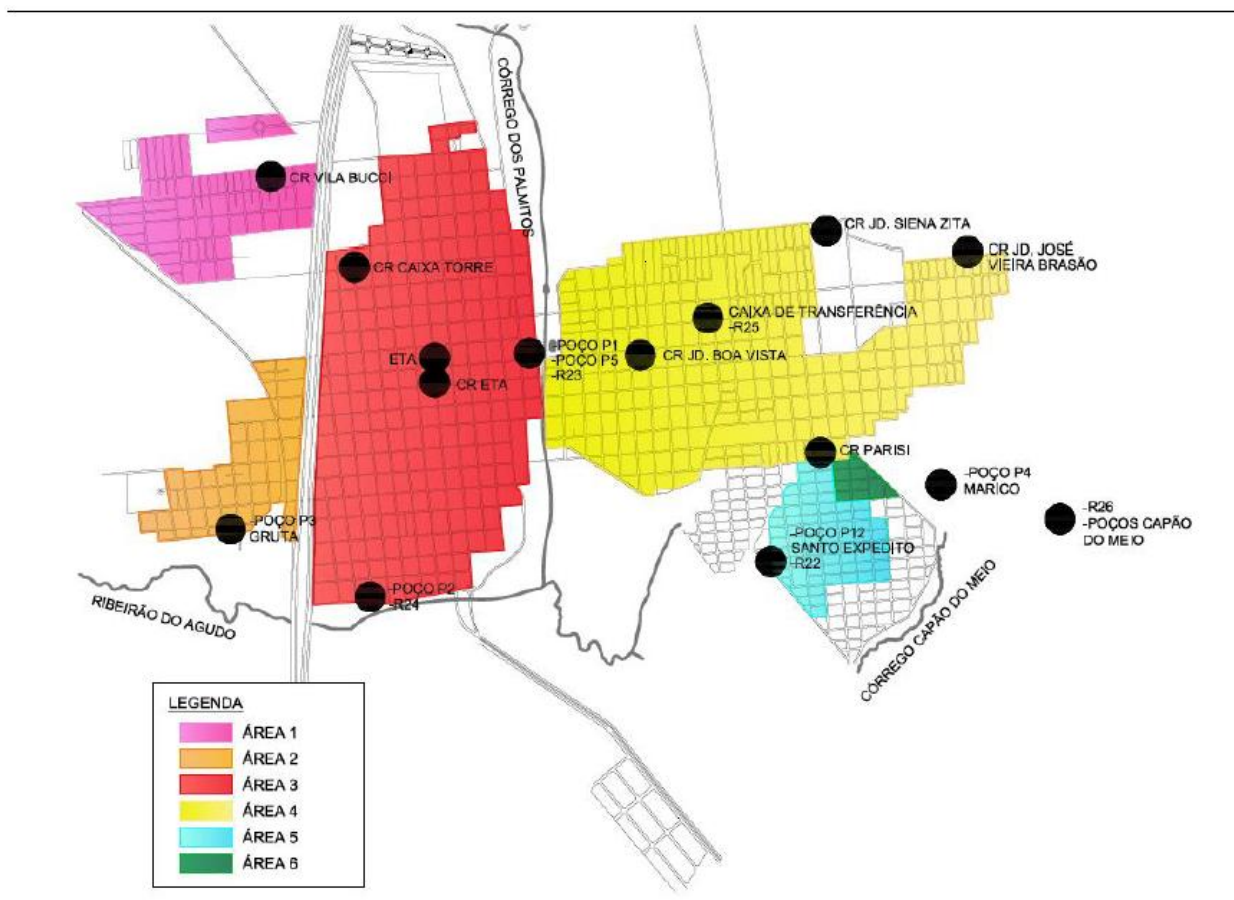 CÓRREGO DOS PALMITOS
CR VILA BUCCI
CR JD. SIENA ZITA
CR JD. JOSÉ
VIEIRA BRASÃO
CR CAIXA TORRE
CAIXA DE TRANSFERÊNCIA
-R25
ETA
-POÇO P1
-POÇO P5
-R23
CR JD. BOA VISTA
CR ETA
CR PARISI
-POÇO P4
MARICO
-R26
-POÇOS CAPÃO
DO MEIO
-POÇO P3
GRUTA
-POÇO P12
SANTO EXPEDITO
-R22
-POÇO P2
-R24
RIBEIRÃO DO AGUDO
CÓRREGO CAPÃO DO MEIO
LEGENDA
ÁREA 1
ÁREA 2
ÁREA 3
ÁREA 4
ÁREA 5
ÁREA 6